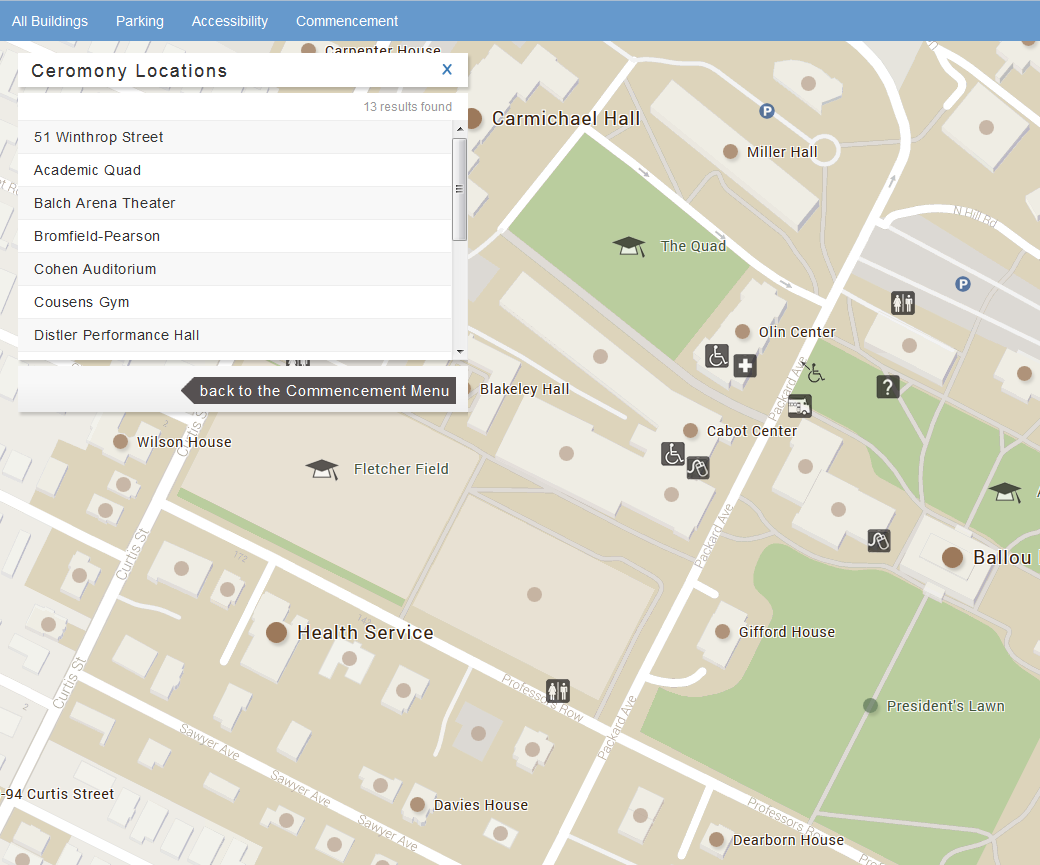 All Buildings Parking Accessibility Commencement
Carpenter House
Ceromony Locations X
13 results found
51 Winthrop Street
Academic Quad
Balch Arena Theater
Bromfield-Pearson
Cohen Auditorium
Cousens Gym
Distler Performance Hall
back to the Commencement Menu
Carmichael Hall
P
Miller Hall
N Hill Rd
The Quad
P
Olin Center
Packard Ave
?
Blakeley Hall
Cabot Center
Curtis St
Wilson House
Fletcher Field
Packard Ave
Curtis St
177
Ballou
Health Service
Gifford House
Curtis St
Professors Row
President's Lawn
2
Packard Ave
Sawyer Ave
Sawyer Ave
-94 Curtis Street
Davies House
Professors Row
Sawyer Ave
Dearborn House